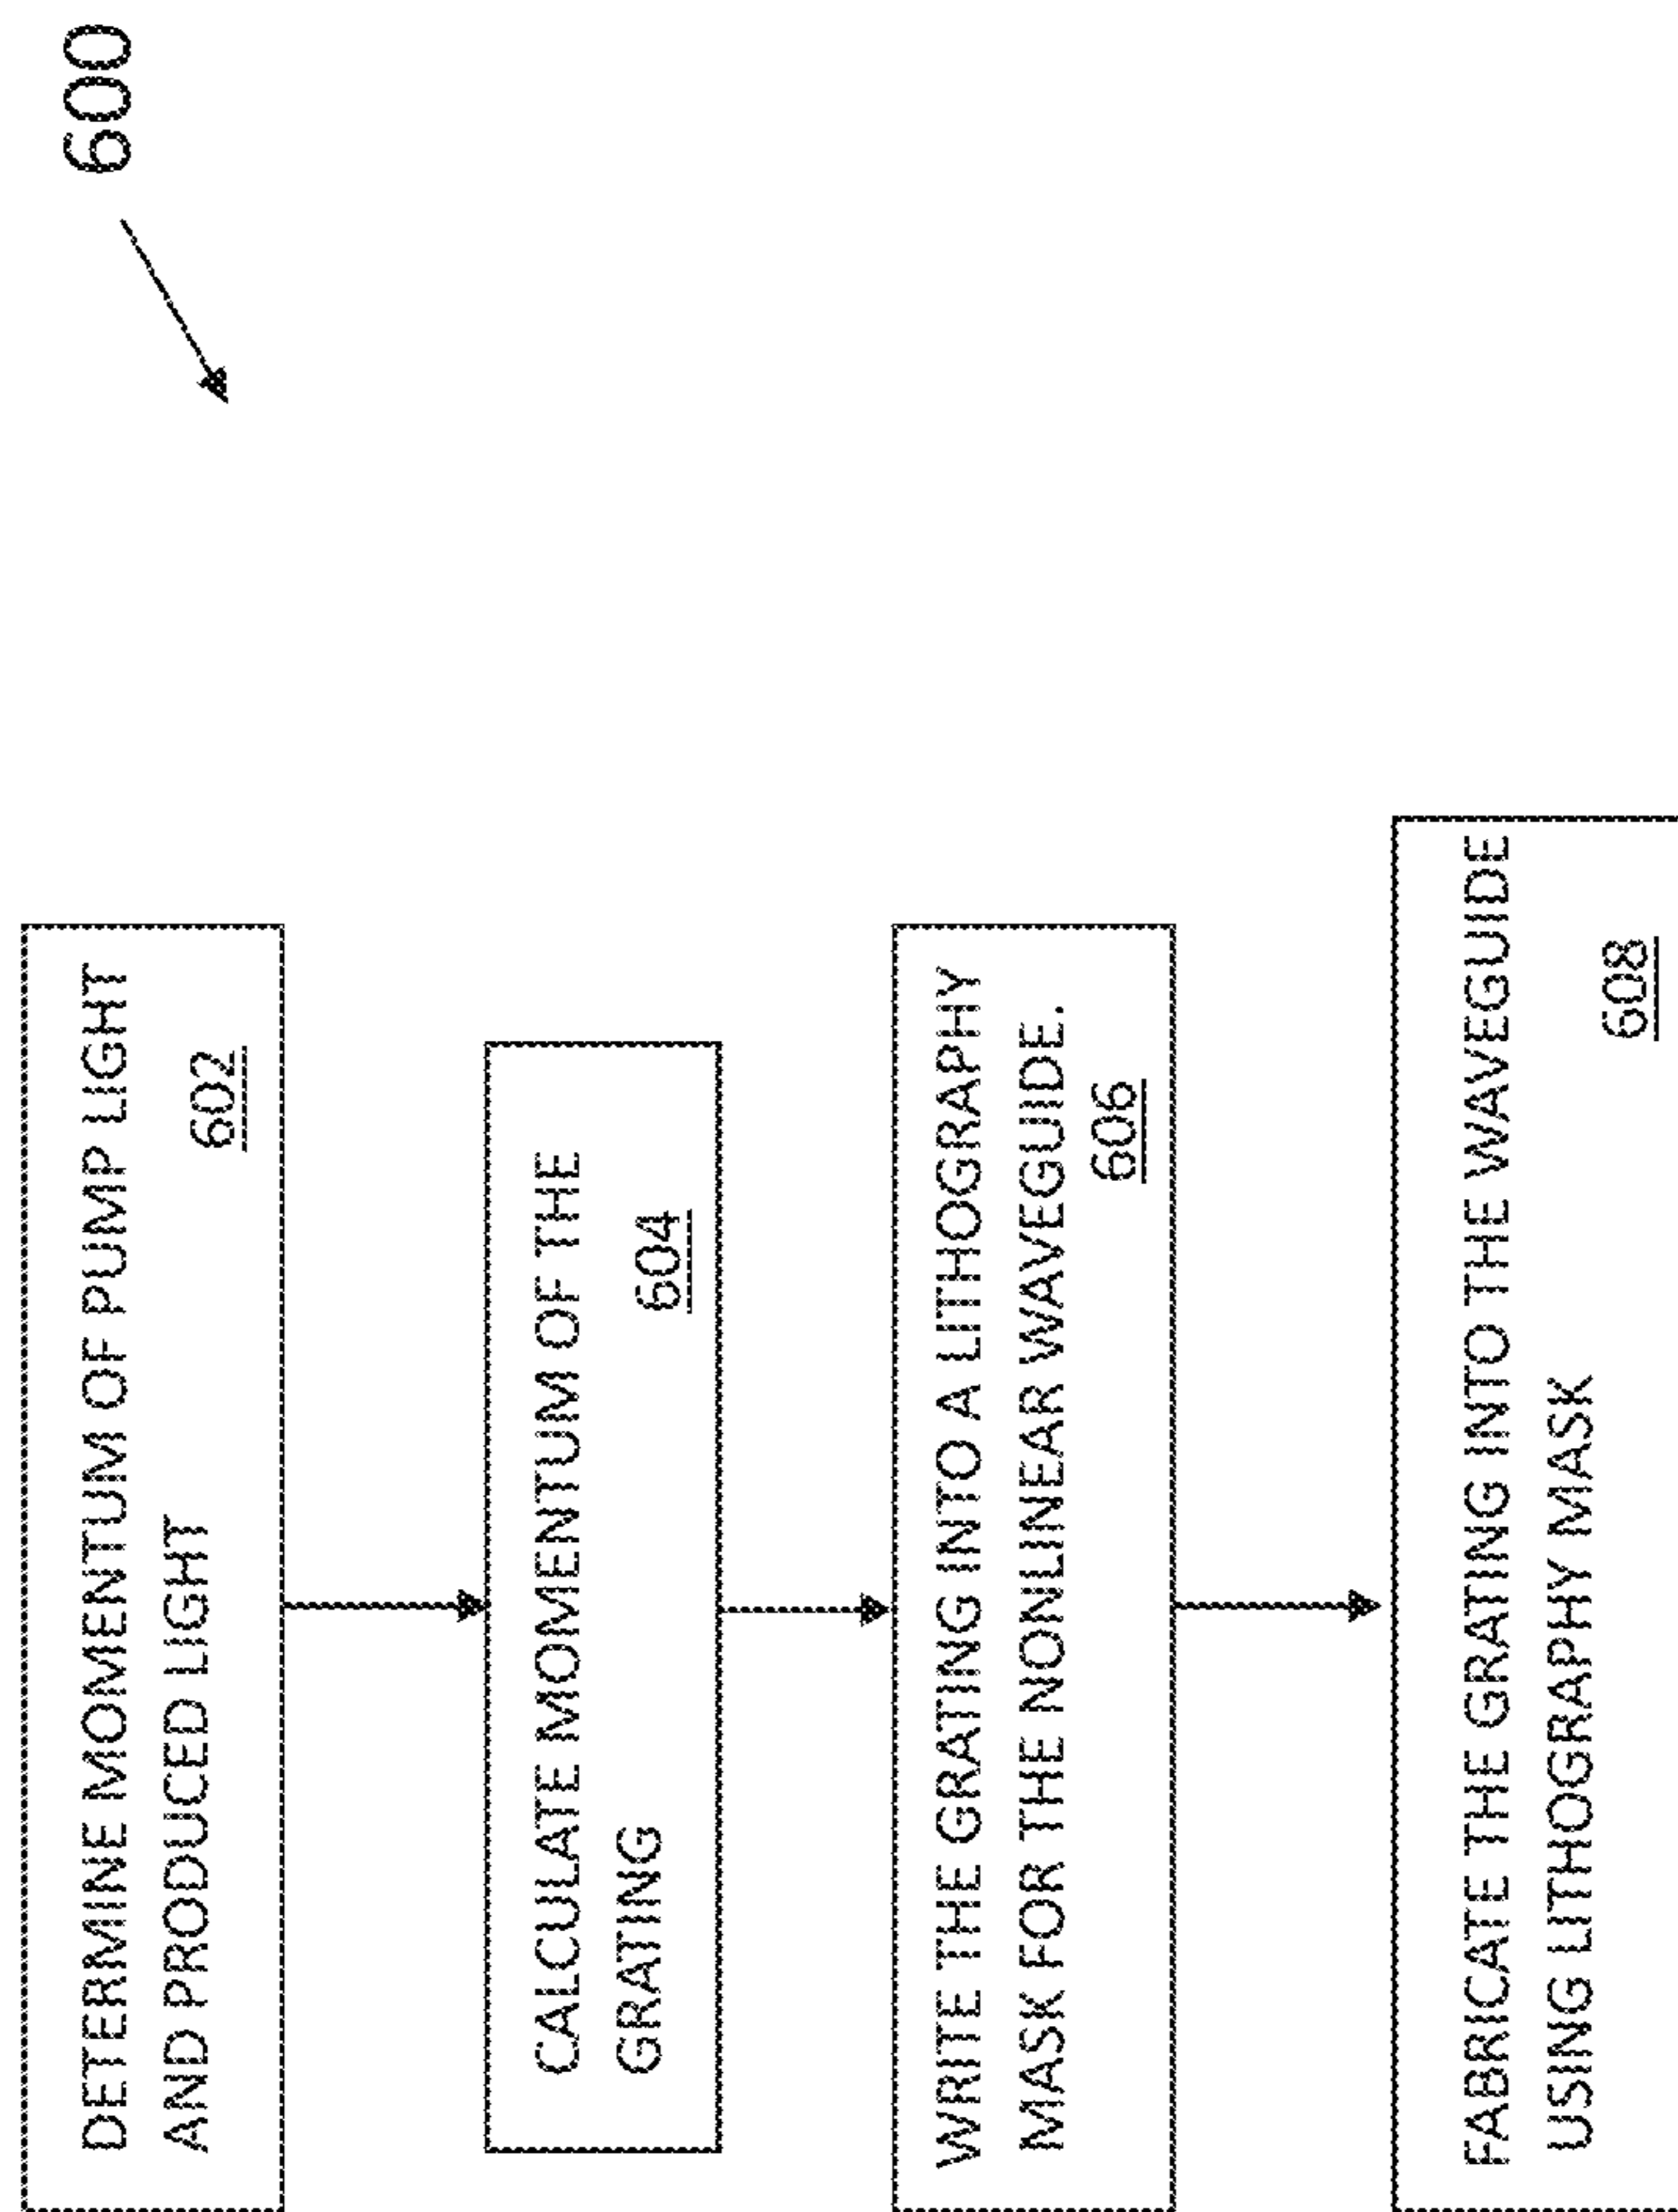 600
DETERMINE MOMENTUM OF PUMP LIGHT
AND PRODUCED LIGHT
602
CALCULATE MOMENTUM OF THE
GRATING
604
WRITE THE GRATING INTO A LITHOGRAPHY
MASK FOR THE NONLINEAR WAVEGUIDE.
606
FABRICATE THE GRATING INTO THE WAVEGUIDE
USING LITHOGRAPHY MASK
608